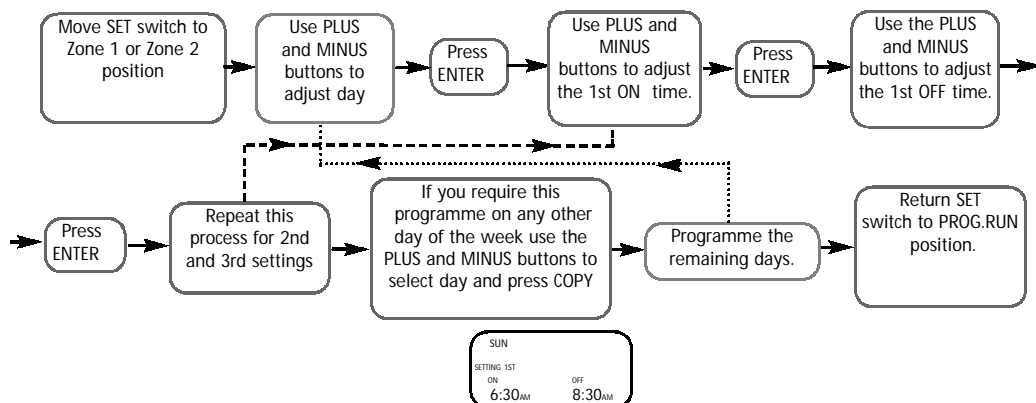 Move SET switch to
Zone 1 or Zone 2
position
Use PLUS
and MINUS
buttons to
adjust day
Press
ENTER
Use PLUS and
MINUS
buttons to adjust
the 1st ON time.
Press
ENTER
Use the PLUS
and MINUS
buttons to adjust
the 1st OFF time.
Press
ENTER
Repeat this
process for 2nd
and 3rd settings
If you require this
programme on any other
day of the week use the
PLUS and MINUS buttons to
select day and press COPY
Programme the
remaining days.
Return SET
switch to PROG.RUN
position.
SUN
SETTING 1ST
ON OFF
6:30AM 8:30AM